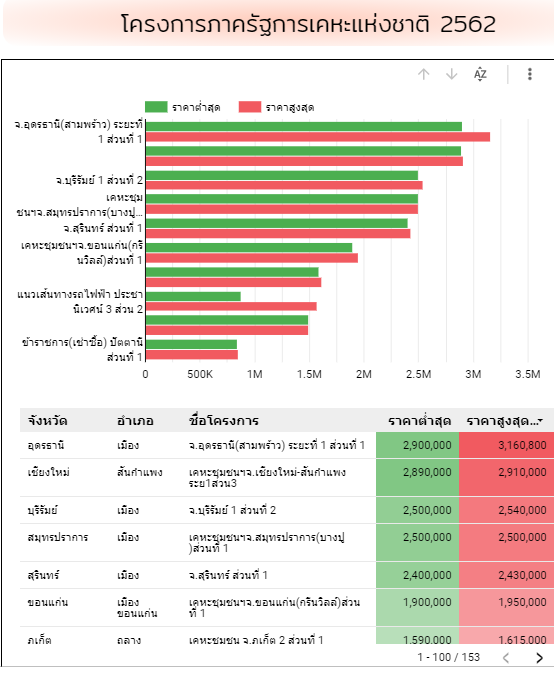 โครงการภาครัฐการเคหะแห่งชาติ 2562
ราคาต่ำสุด ราคาสูงสุด
จ.อุดรธานี(สามพร้าว) ระยะที่
1 ส่วนที่ 1
จ.บุรีรัมย์ 1 ส่วนที่ 2
เคหะชุม
ชนฯจ.สมุทรปราการ(บางปู...
จ.สุรินทร์ ส่วนที่ 1
เคหะชุมชนฯจ.ขอนแก่น(กรี
นวิลล์)ส่วนที่ 1
แนวเส้นทางรถไฟฟ้า ประชา
นิเวศน์ 3 ส่วน 2
ข้าราชการ(เช่าซื้อ) ปัตตานี
ส่วนที่ 1
0 500K 1M 1.5M 2M 2.5M 3M 3.5M
จังหวัด อำเภอ ชื่อโครงการ ราคาต่ำสุด ราคาสูงสุด...
อุดรธานี เมือง จ.อุดรธานี(สามพร้าว) ระยะที่ 1 ส่วนที่ 1 2,900,000 3,160,800
เชียงใหม่ สันกำแพง เคหะชุมชนฯจ.เชียงใหม่-สันกำแพง 2,890,000 2,910,000
ระย1ส่วน3
บุรีรัมย์ เมือง จ.บุรีรัมย์ 1 ส่วนที่ 2 2,500,000 2,540,000
สมุทรปราการ เมือง เคหะชุมชนฯจ.สมุทรปราการ(บางปู 2,500,000 2,500,000
)ส่วนที่ 1
สุรินทร์ เมือง จ.สุรินทร์ ส่วนที่ 1 2,400,000 2,430,000
ขอนแก่น เมือง เคหะชุมชนฯจ.ขอนแก่น(กรีนวิลล์)ส่วน 1,900,000 1,950,000
ขอนแก่น ที่ 1
ภูเก็ต ถลาง เคหะชุมชน จ.ภูเก็ต 2 ส่วนที่ 1 1,590,000 1,615,000
1 - 100 / 153